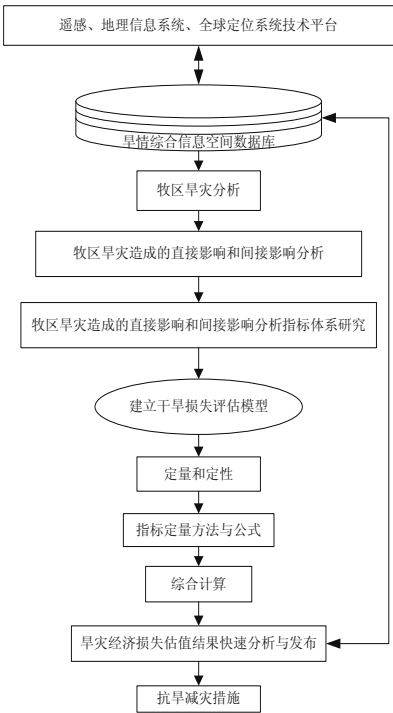 遥感、地理信息系统、全球定位系统技术平台
旱情综合信息空间数据库
牧区旱灾分析
牧区旱灾造成的直接影响和间接影响分析
牧区旱灾造成的直接影响和间接影响分析指标体系研究
建立干旱损失评估模型
定量和定性
指标定量方法与公式
综合计算
旱灾经济损失估值结果快速分析与发布
抗旱减灾措施